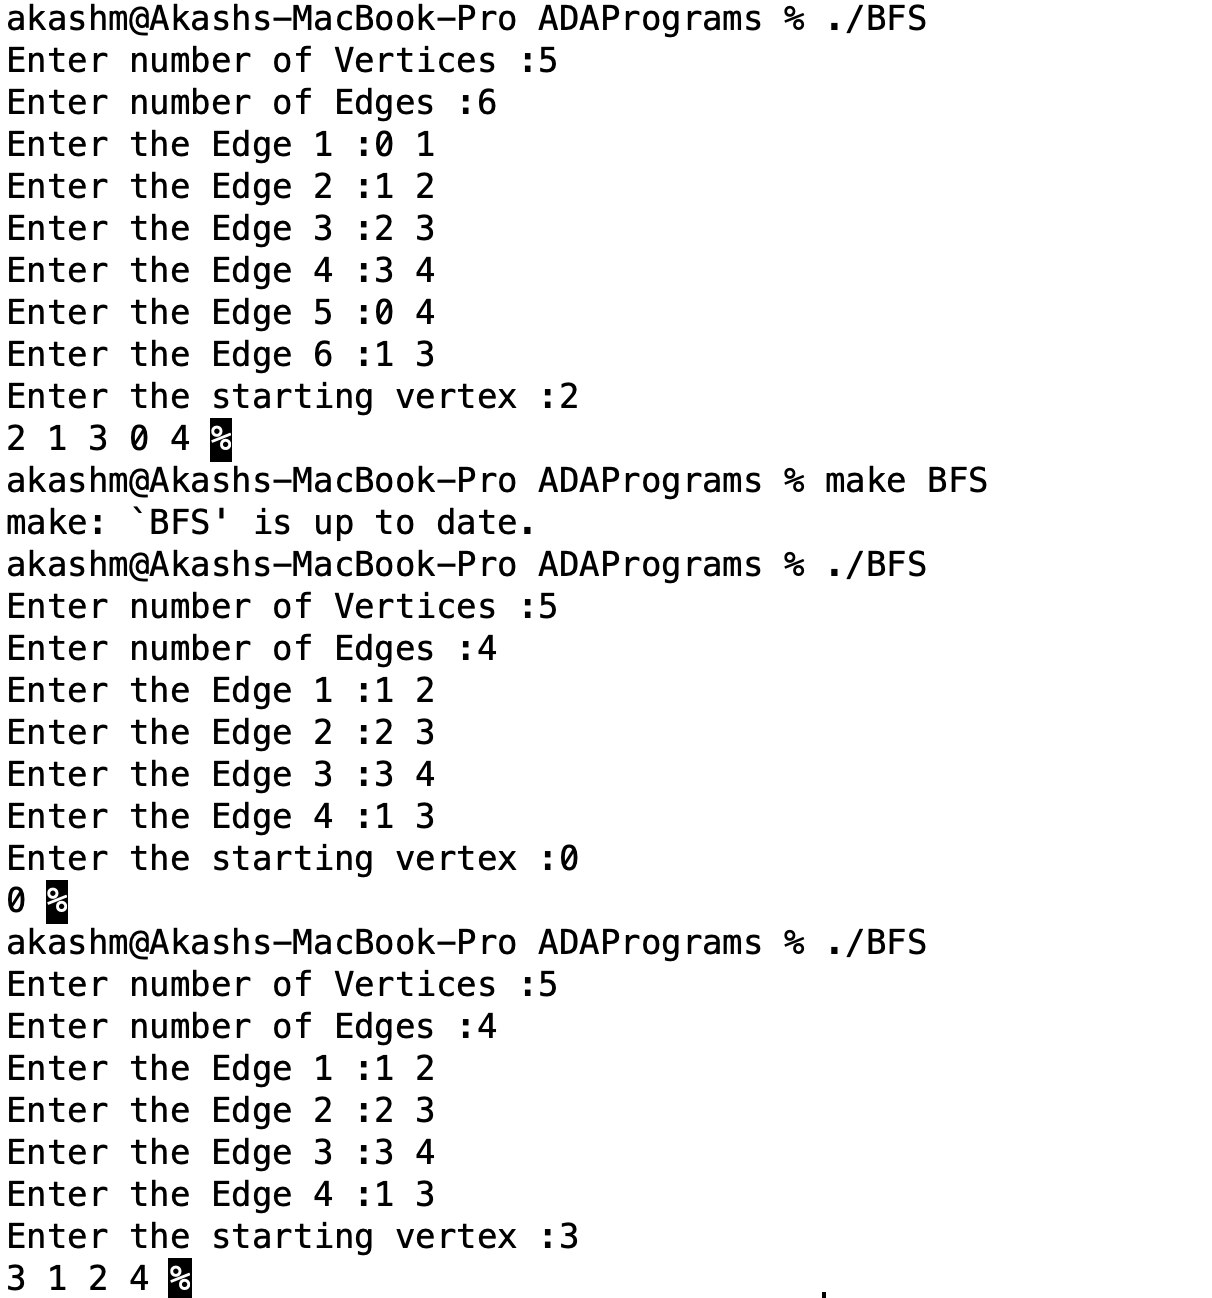 akashm@Akashs-MacBook-Pro ADAPrograms % ./BFS
Enter number of Vertices :5
Enter number of Edges :6
Enter the Edge 1 :0 1
Enter the Edge 2 :1 2
Enter the Edge 3 :2 3
Enter the Edge 4 :3 4
Enter the Edge 5 :0 4
Enter the Edge 6 :1 3
Enter the starting vertex :2
2 1 3 0 4 %
akashm@Akashs-MacBook-Pro ADAPrograms % make BFS
make: `BFS' is up to date.
akashm@Akashs-MacBook-Pro ADAPrograms % ./BFS
Enter number of Vertices :5
Enter number of Edges :4
Enter the Edge 1 :1 2
Enter the Edge 2 :2 3
Enter the Edge 3 :3 4
Enter the Edge 4 :1 3
Enter the starting vertex :0
0 %
akashm@Akashs-MacBook-Pro ADAPrograms % ./BFS
Enter number of Vertices :5
Enter number of Edges :4
Enter the Edge 1 :1 2
Enter the Edge 2 :2 3
Enter the Edge 3 :3 4
Enter the Edge 4 :1 3
Enter the starting vertex :3
3 1 2 4 %